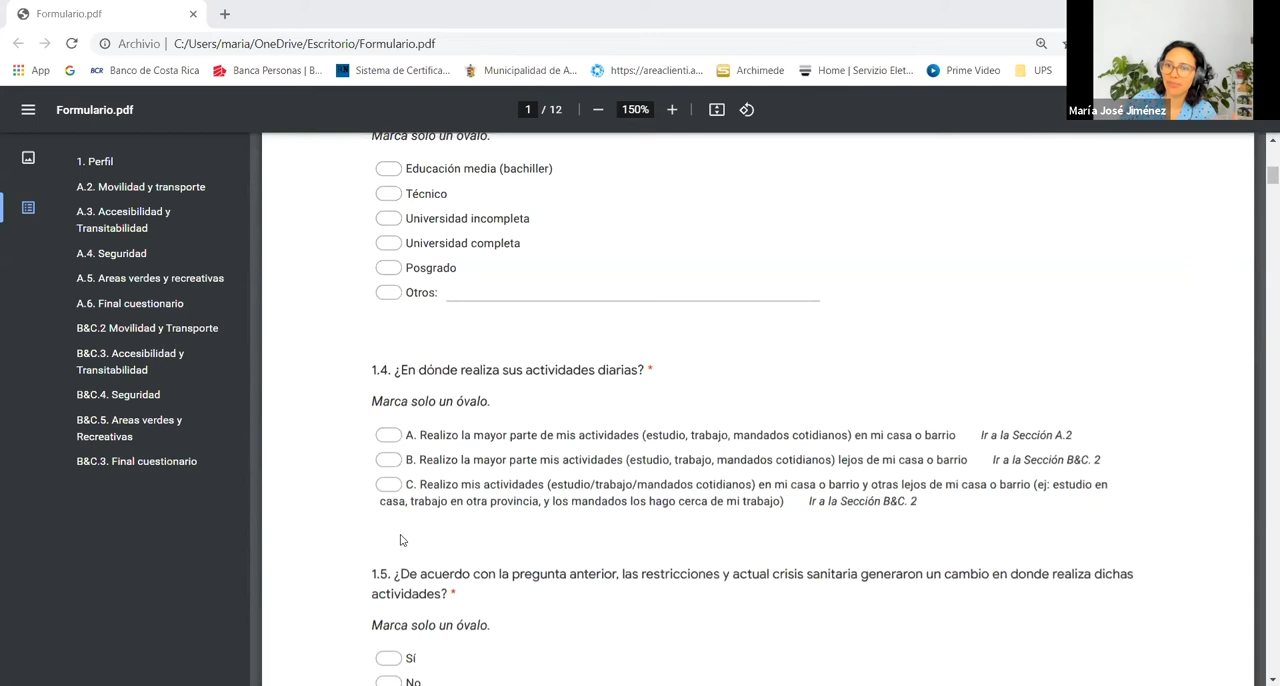 Formulario.pdf
Archivio | C:/Users/maria/OneDrive/Escritorio/Formulario.pdf
App
BCR Banco de Costa Rica
Banca Personas | B...
Sistema de Certifica...
Municipalidad de A...
https://areaclienti.a...
Archimede
Home | Servizio Elet...
Prime Video
UPS
María José Jiménez
Formulario.pdf
1 / 12
150%
1. Perfil
A.2. Movilidad y transporte
A.3. Accesibilidad y
Transitabilidad
A.4. Seguridad
A.5. Areas verdes y recreativas
A.6. Final cuestionario
B&C.2 Movilidad y Transporte
B&C.3. Accesibilidad y
Transitabilidad
B&C.4. Seguridad
B&C.5. Areas verdes y
Recreativas
B&C.3. Final cuestionario
Marca solo un óvalo.
Educación media (bachiller)
Técnico
Universidad incompleta
Universidad completa
Posgrado
Otros:
1.4. ¿En dónde realiza sus actividades diarias? *
Marca solo un óvalo.
A. Realizo la mayor parte de mis actividades (estudio, trabajo, mandados cotidianos) en mi casa o barrio Ir a la Sección A.2
B. Realizo la mayor parte mis actividades (estudio, trabajo, mandados cotidianos) lejos de mi casa o barrio Ir a la Sección B&C. 2
C. Realizo mis actividades (estudio/trabajo/mandados cotidianos) en mi casa o barrio y otras lejos de mi casa o barrio (ej: estudio en
casa, trabajo en otra provincia, y los mandados los hago cerca de mi trabajo) Ir a la Sección B&C. 2
1.5. ¿De acuerdo con la pregunta anterior, las restricciones y actual crisis sanitaria generaron un cambio en donde realiza dichas
actividades? *
Marca solo un óvalo.
Sí
No